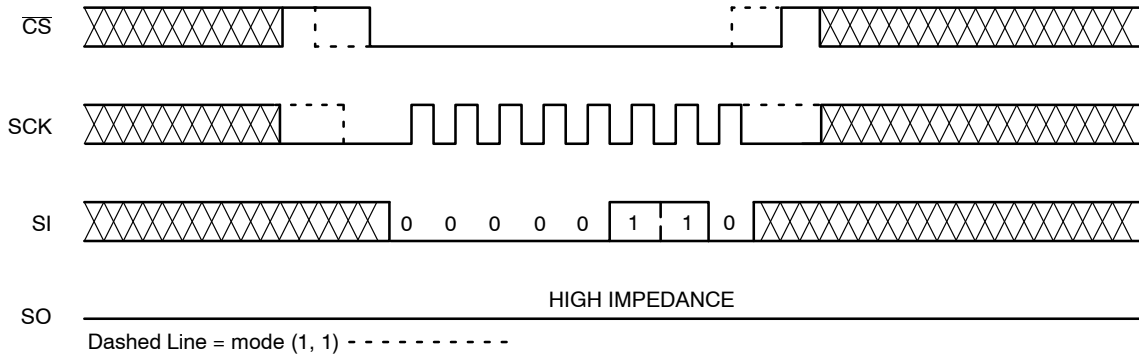 CS
SCK
SI 0 0 0 0 0 1 1 0
HIGH IMPEDANCE
SO
Dashed Line = mode (1, 1)